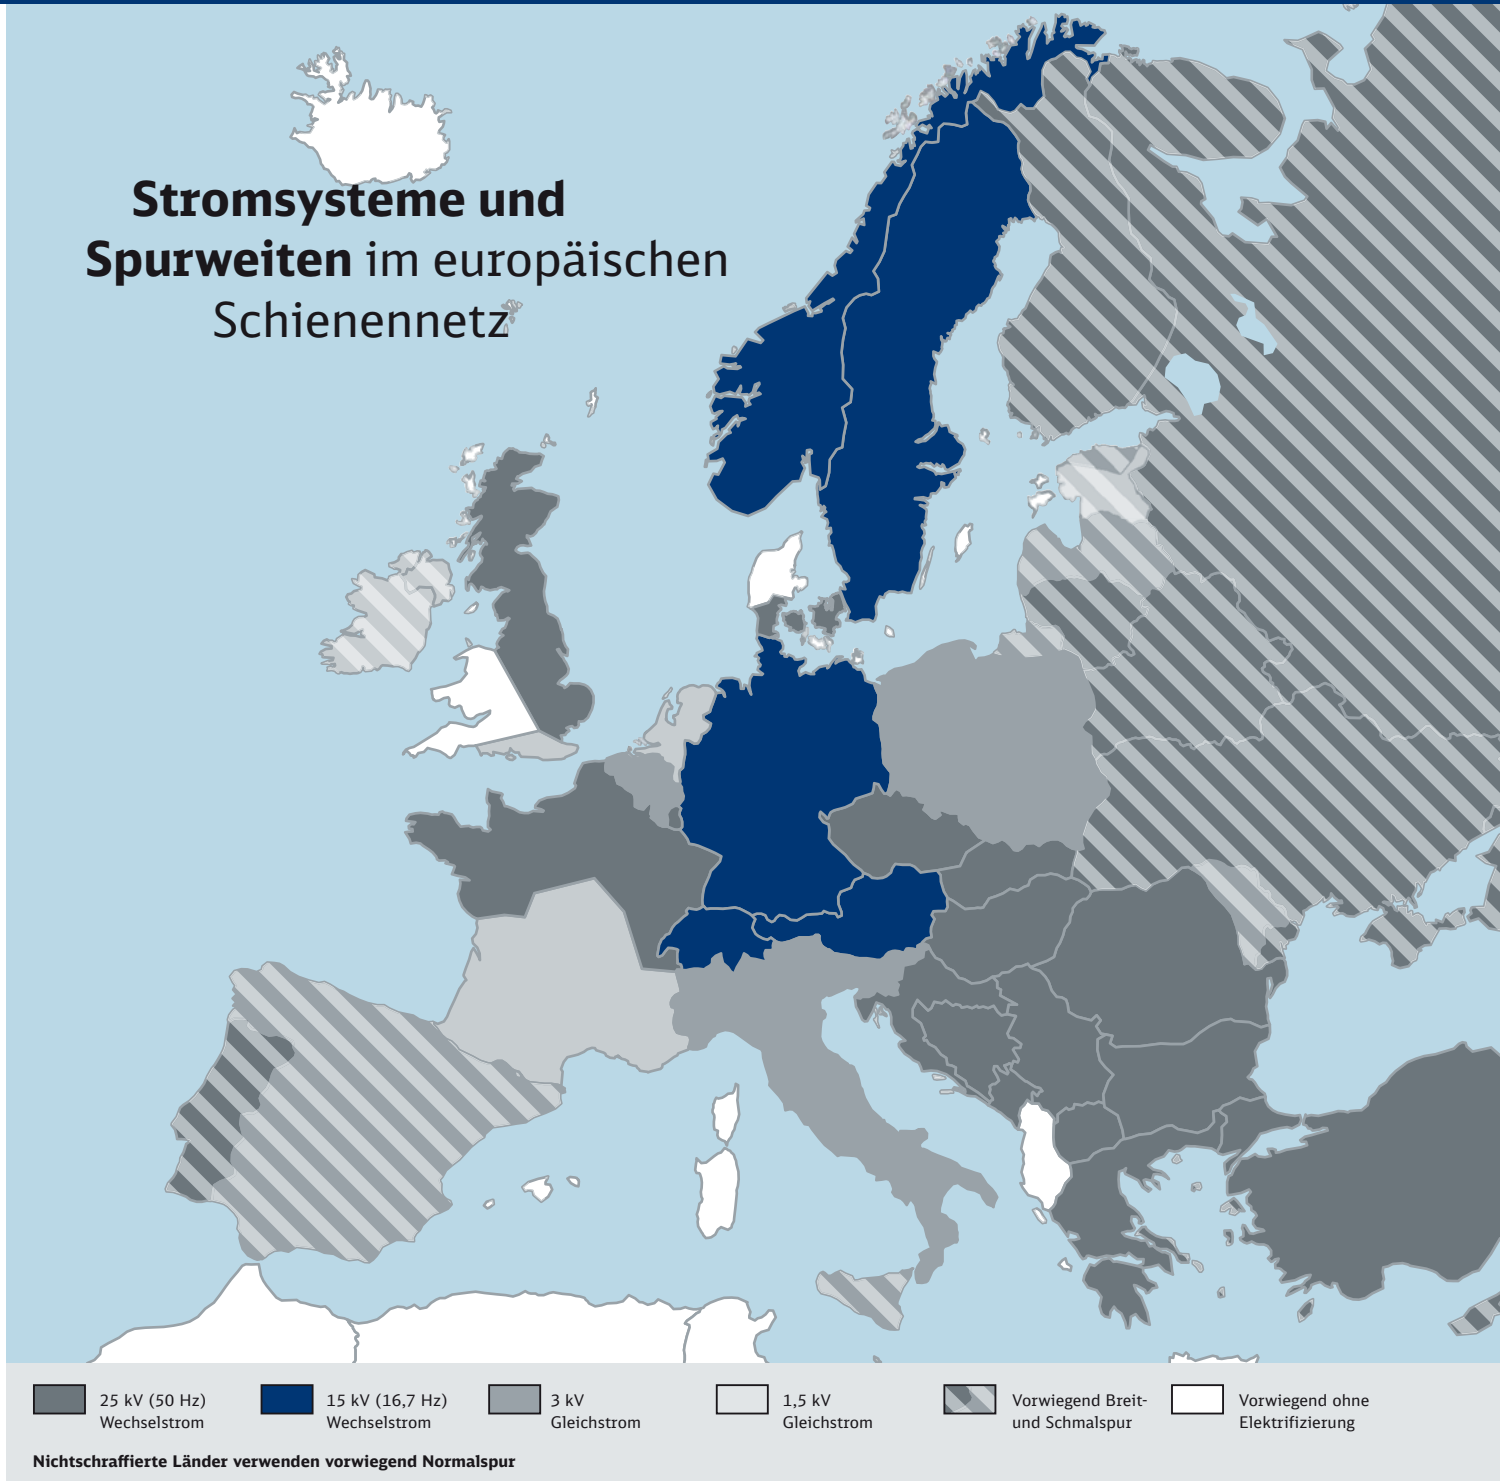 Stromsysteme und
Spurweiten im europäischen
Schienennetz
25 kV (50 Hz)
Wechselstrom
15 kV (16,7 Hz)
Wechselstrom
3 kV
Gleichstrom
1,5 kV
Gleichstrom
Vorwiegend Breit-
und Schmalspur
Vorwiegend ohne
Elektrifizierung
Nichtschraffierte Länder verwenden vorwiegend Normalspur